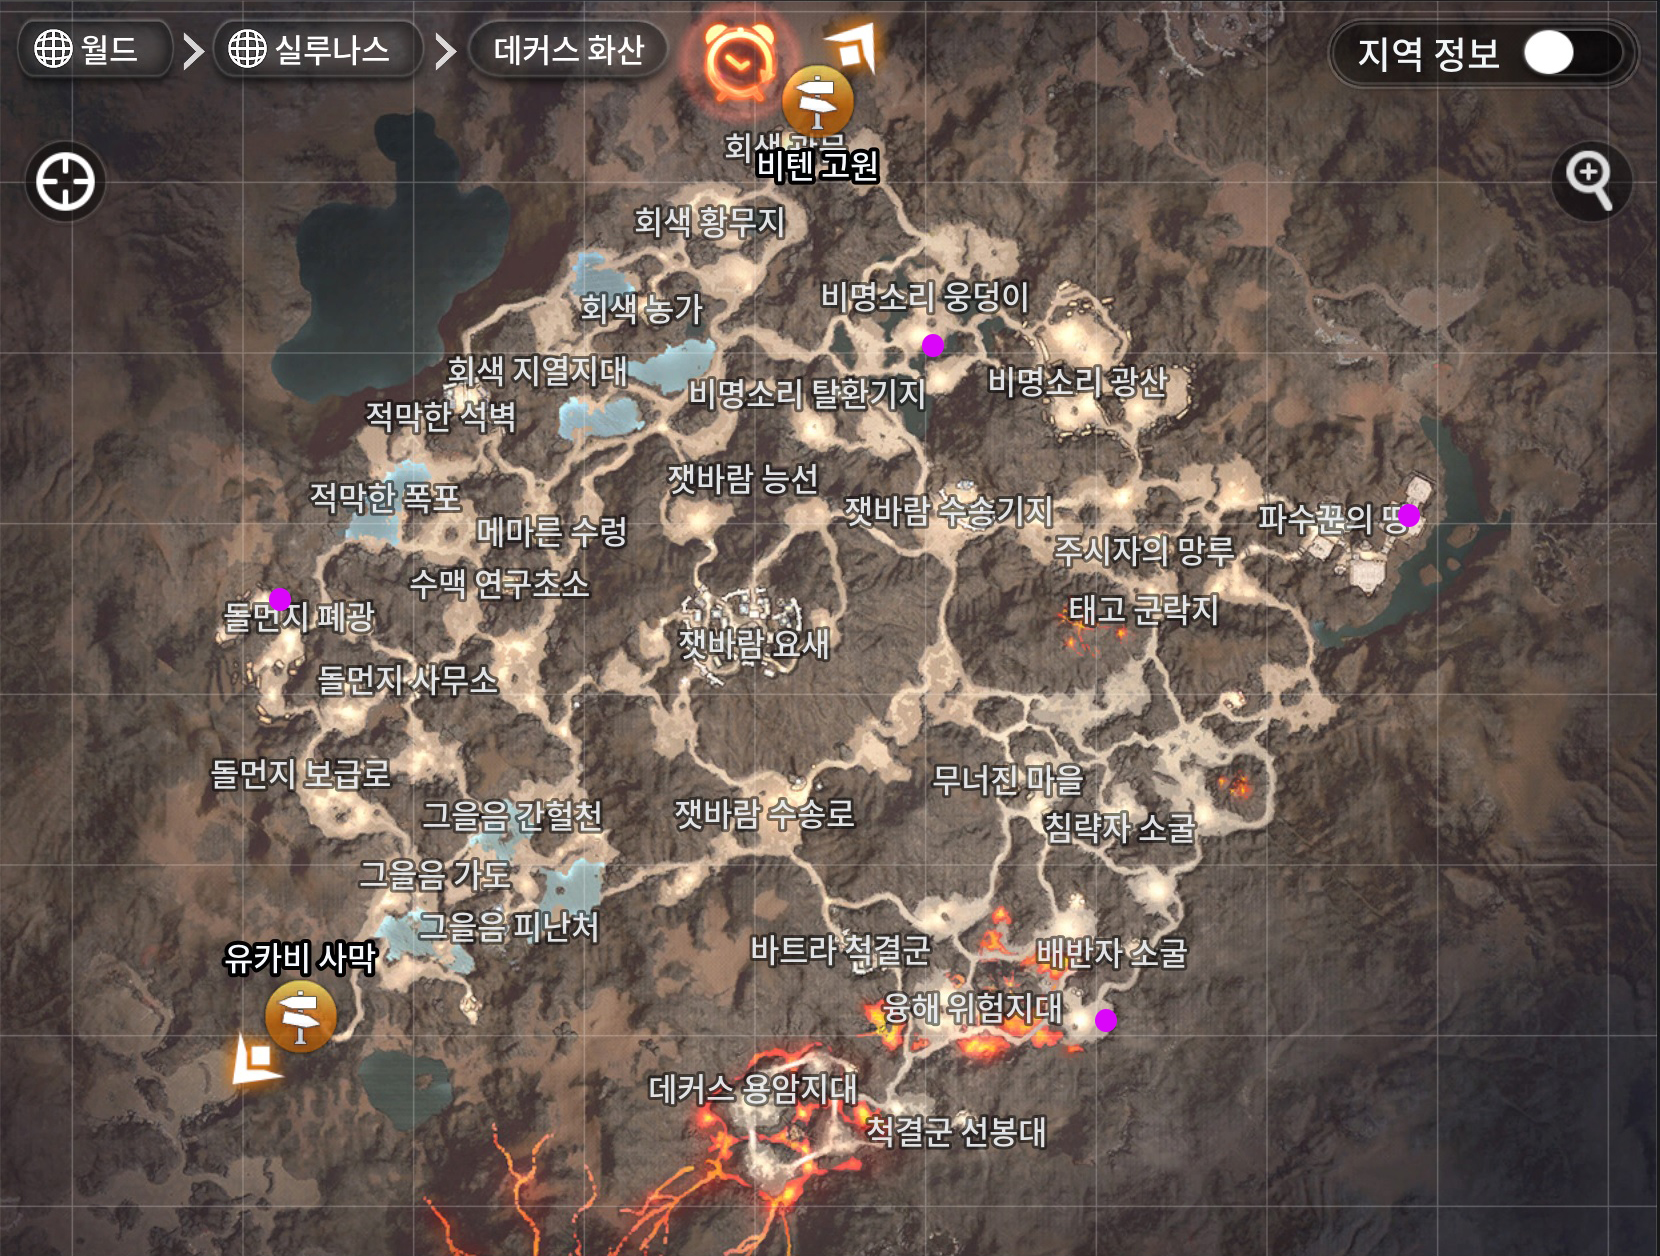 월드
실루나스
데커스 화산
지역 정보
회색 관문
비텐 고원
회색 황무지
회색 농가
비명소리 웅덩이
회색 지열지대
비명소리 탈환기지
비명소리 광산
적막한 석벽
잿바람 능선
적막한 폭포
잿바람 수송기지
파수꾼의 땅
메마른 수렁
주시자의 망루
수맥 연구초소
돌먼지 폐광
태고 군락지
잿바람 요새
돌먼지 사무소
돌먼지 보급로
무너진 마을
그을음 간헐천
잿바람 수송로
침략자 소굴
그을음 가도
그을음 피난처
바트라 척결군
배반자 소굴
유카비 사막
융해 위험지대
데커스 용암지대
척결군 선봉대